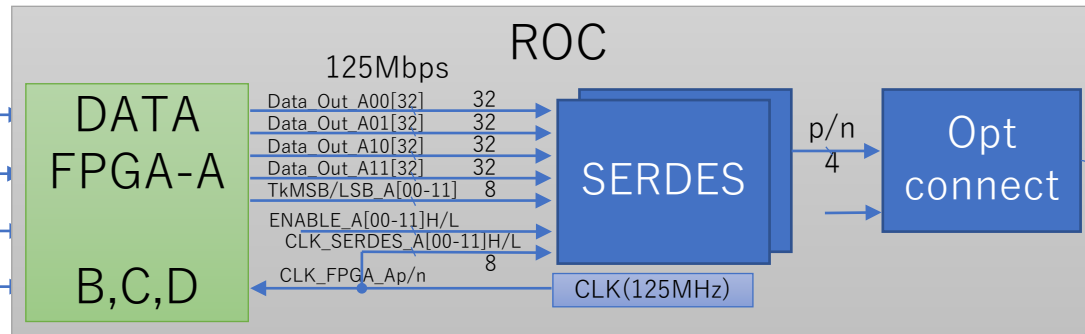 ROC
125Mbps
DATA
FPGA-A
B,C,D
Data_Out_A00[32] 32
Data_Out_A01[32] 32
Data_Out_A10[32] 32
Data_Out_A11[32] 32
TkMSB/LSB_A[00-11] 8
ENABLE_A[00-11]H/L
CLK_SERDES_A[00-11]H/L
8
CLK_FPGA_Ap/n
CLK(125MHz)
SERDES
p/n
4
Opt
connect